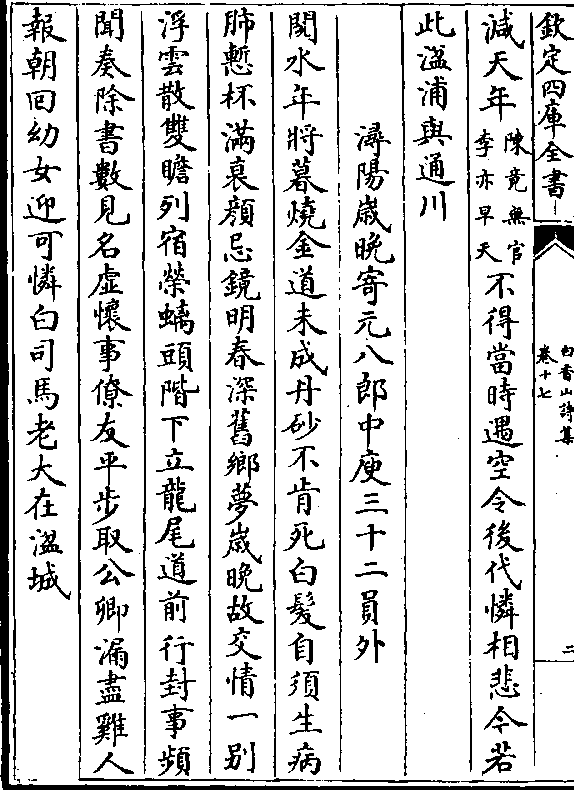 欽定四庫全書
白香山詩集
卷十七
二
減天年
陳竟無官
李亦早夭
不得當時遇空令後代憐相悲今若
此湓浦與通川
潯陽歲晚寄元八郎中庾三十二員外
閱水年將暮燒金道未成丹砂不肯死白髮自須生病
肺慙杯滿衰顔忌鏡明春深舊鄉夢歲晚故交情一别
浮雲散雙瞻列宿榮螭頭階下立龍尾道前行封事頻
聞奏除書數見名虛懷事僚友平步取公卿漏盡雞人
報朝回幼女迎可憐白司馬老大在湓城